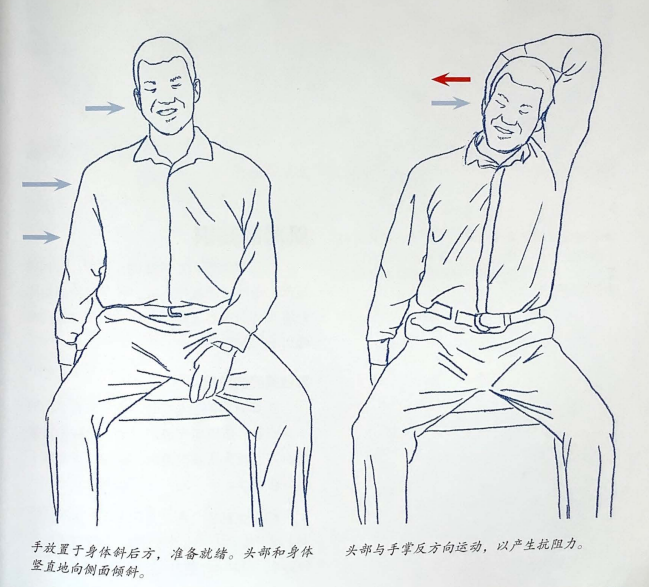 手放置于身体斜后方，准备就绪。头部和身体
竖直地向侧面倾斜。
头部与手掌反方向运动，以产生抗阻力。